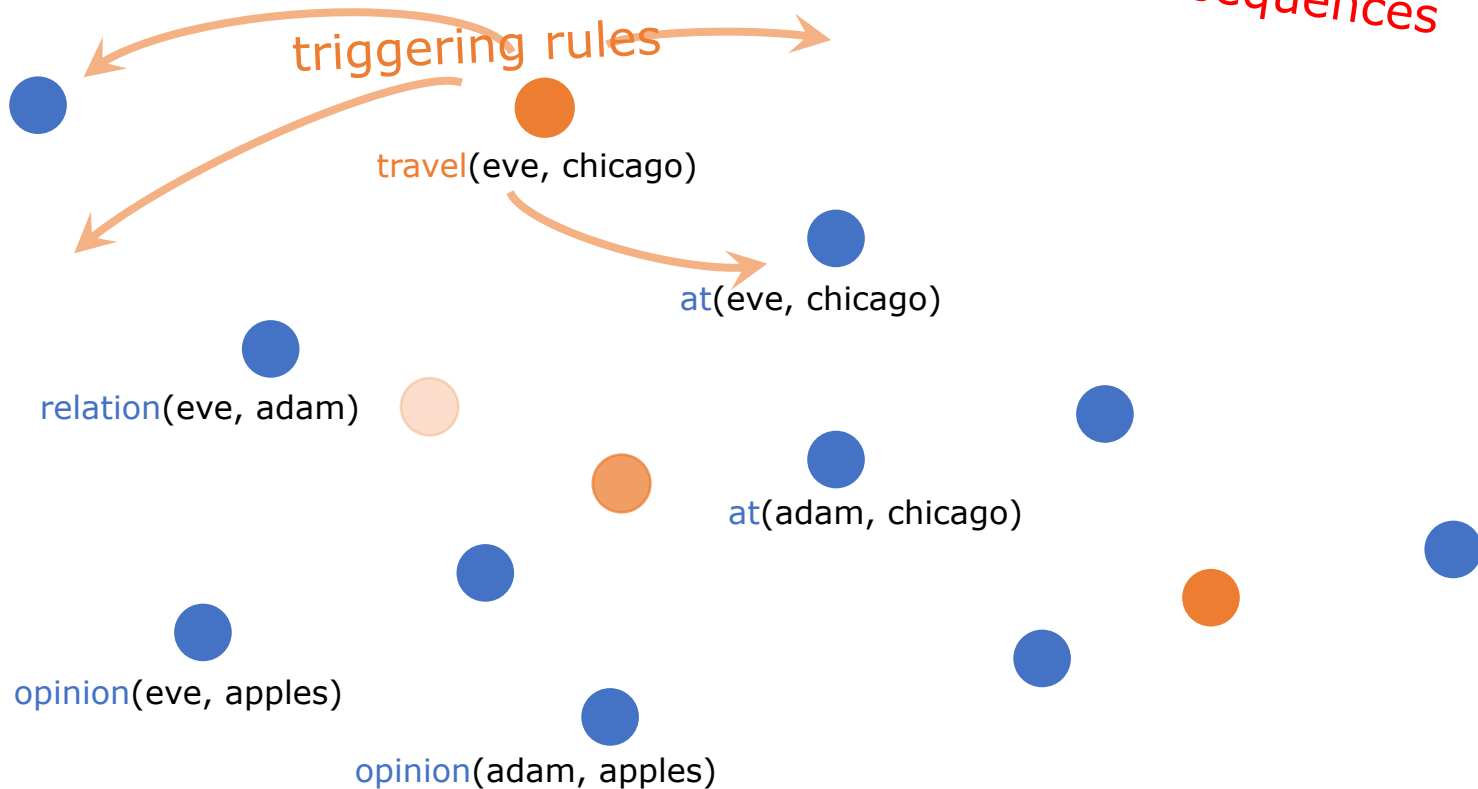 triggering rules
travel(eve, chicago)
at(eve, chicago)
relation(eve, adam)
at(adam, chicago)
opinion(eve, apples)
opinion(adam, apples)